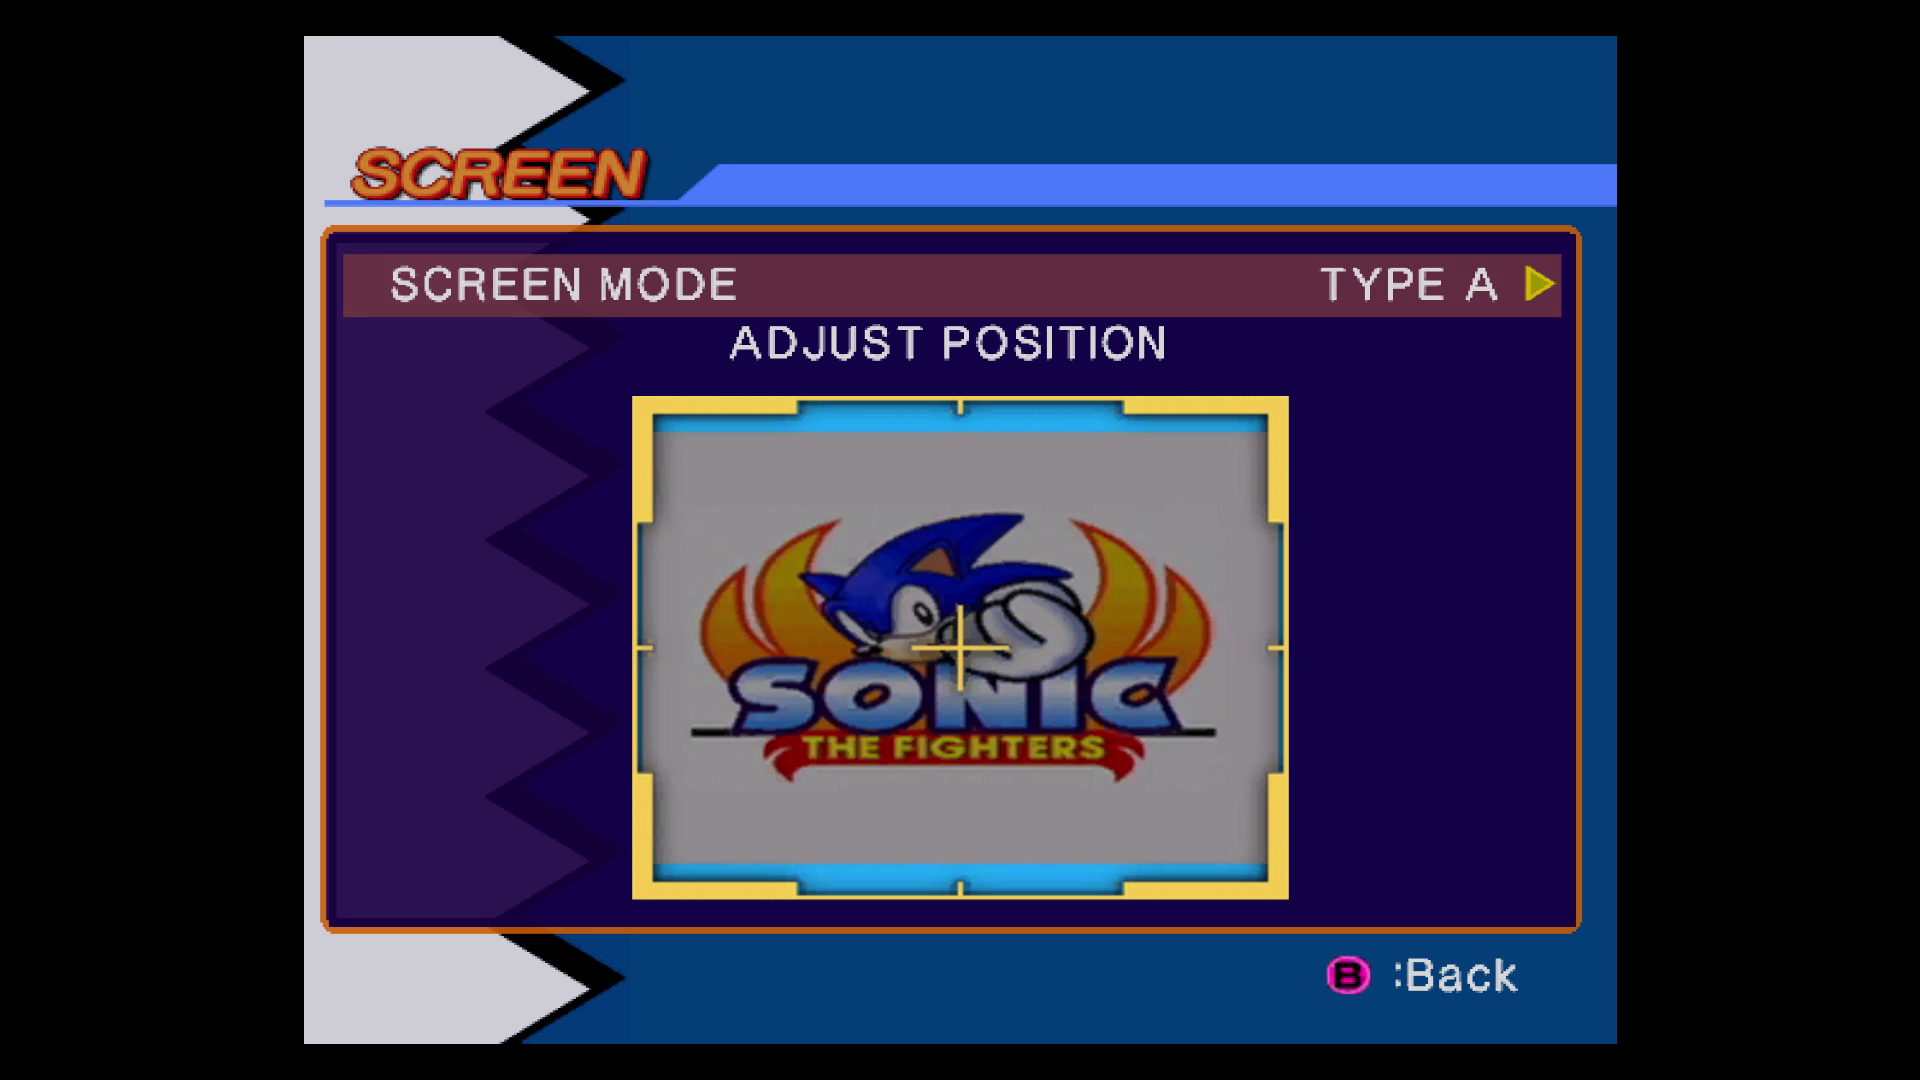 SCREEN
SCREEN MODE TYPE A
ADJUST POSITION
SONIC
THE FIGHTERS
B :Back